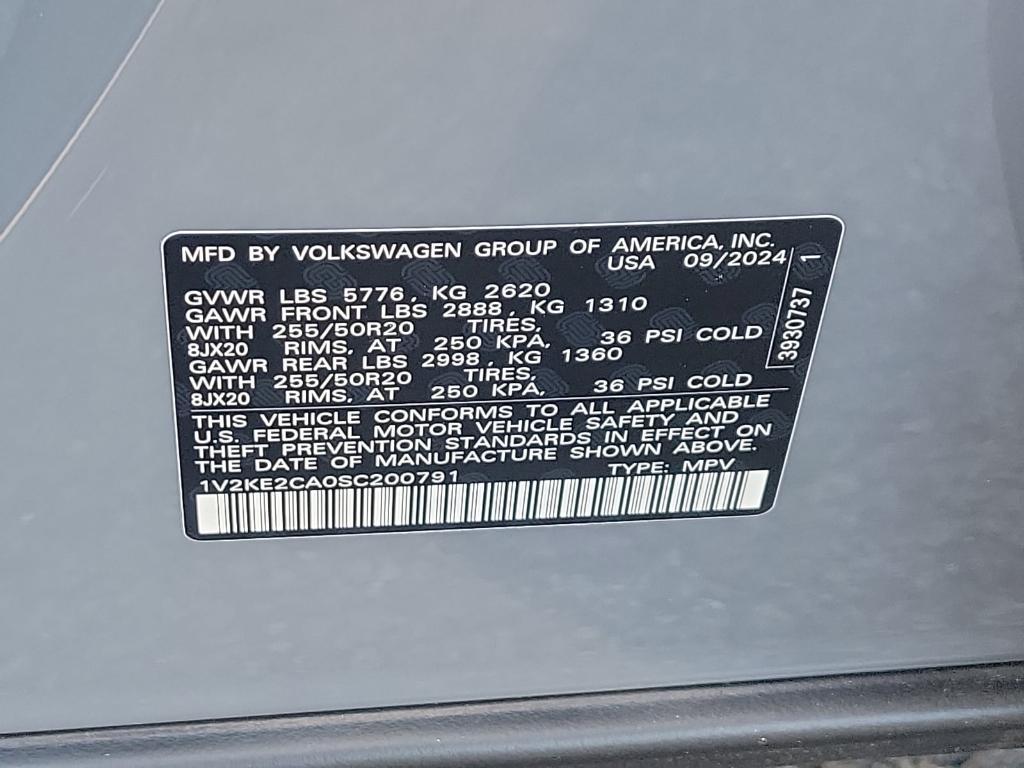 MFD BY VOLKSWAGEN GROUP OF AMERICA, INC.
USA 09/2024
GVWR LBS 5776, KG 2620
GAWR FRONT LBS 2888, KG 1310
WITH 255/50R20 TIRES,
8JX20 RIMS, AT 250 KPA, 36 PSI COLD
GAWR REAR LBS 2998, KG 1360
WITH 255/50R20 TIRES,
8JX20 RIMS, AT 250 KPA, 36 PSI COLD
THIS VEHICLE CONFORMS TO ALL APPLICABLE
U.S. FEDERAL MOTOR VEHICLE SAFETY AND
THEFT PREVENTION STANDARDS IN EFFECT ON
THE DATE OF MANUFACTURE SHOWN ABOVE.
1V2KE2CA0SC200791 TYPE: MPV
3930737 1